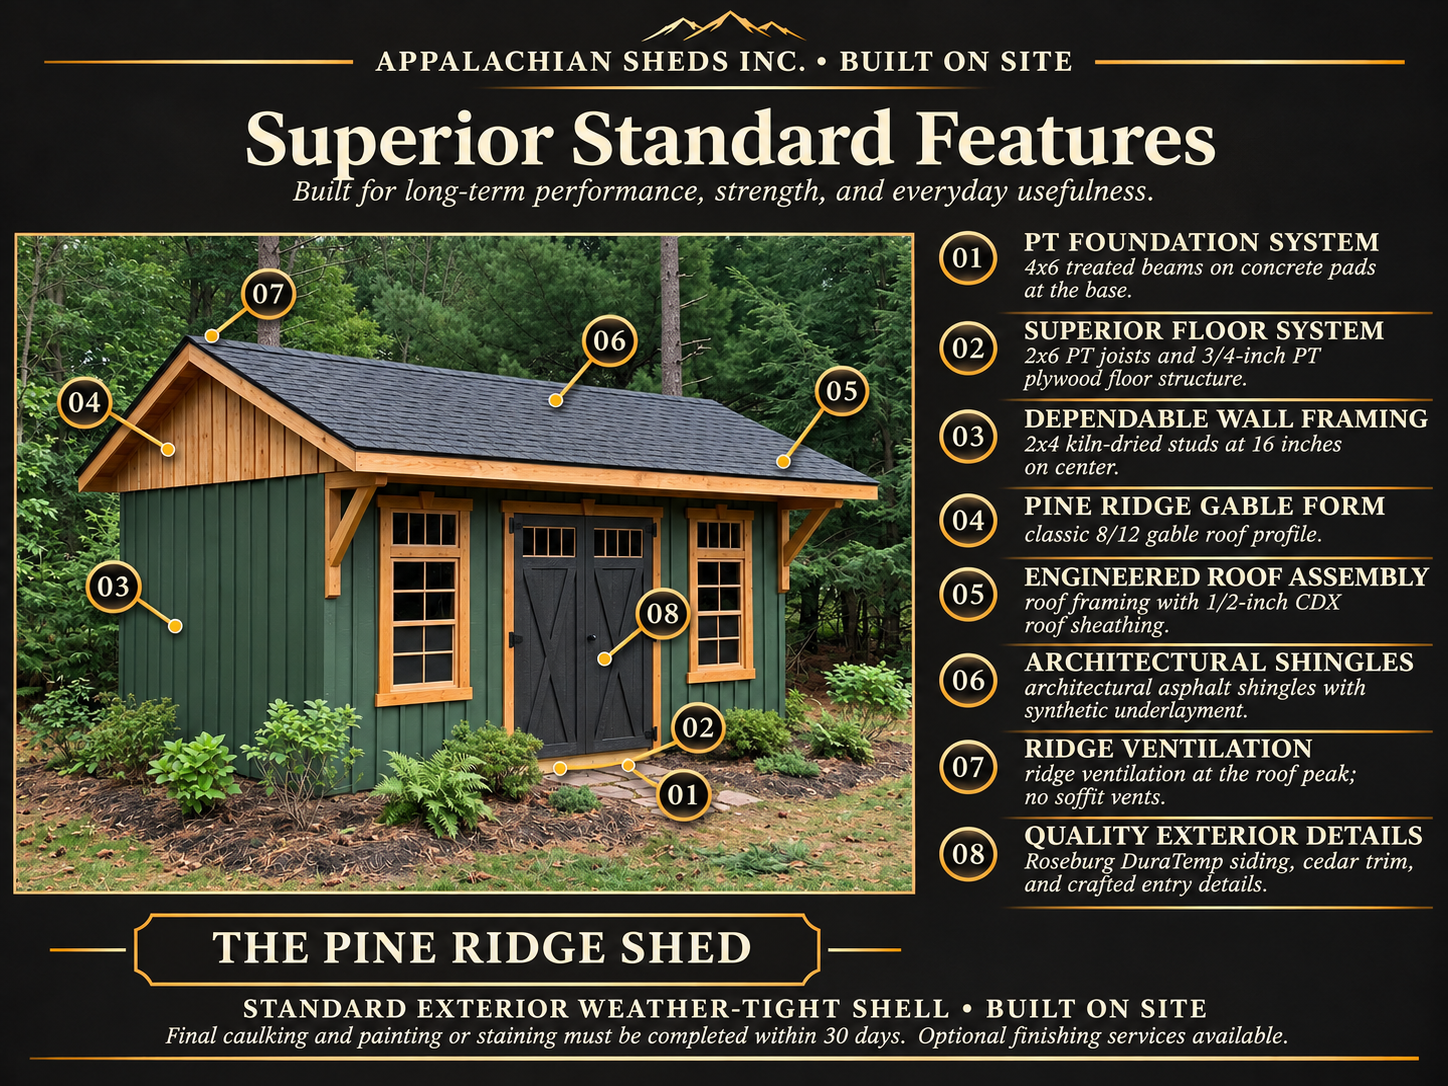 APPALACHIAN SHEDS INC. • BUILT ON SITE
Superior Standard Features
Built for long-term performance, strength, and everyday usefulness.
07
06
05
04
03
08
02
01
01
PT FOUNDATION SYSTEM
4x6 treated beams on concrete pads
at the base.
02
SUPERIOR FLOOR SYSTEM
2x6 PT joists and 3/4-inch PT
plywood floor structure.
03
DEPENDABLE WALL FRAMING
2x4 kiln-dried studs at 16 inches
on center.
04
PINE RIDGE GABLE FORM
classic 8/12 gable roof profile.
05
ENGINEERED ROOF ASSEMBLY
roof framing with 1/2-inch CDX
roof sheathing.
06
ARCHITECTURAL SHINGLES
architectural asphalt shingles with
synthetic underlayment.
07
RIDGE VENTILATION
ridge ventilation at the roof peak;
no soffit vents.
08
QUALITY EXTERIOR DETAILS
Roseburg DuraTemp siding, cedar trim,
and crafted entry details.
THE PINE RIDGE SHED
STANDARD EXTERIOR WEATHER-TIGHT SHELL • BUILT ON SITE
Final caulking and painting or staining must be completed within 30 days. Optional finishing services available.